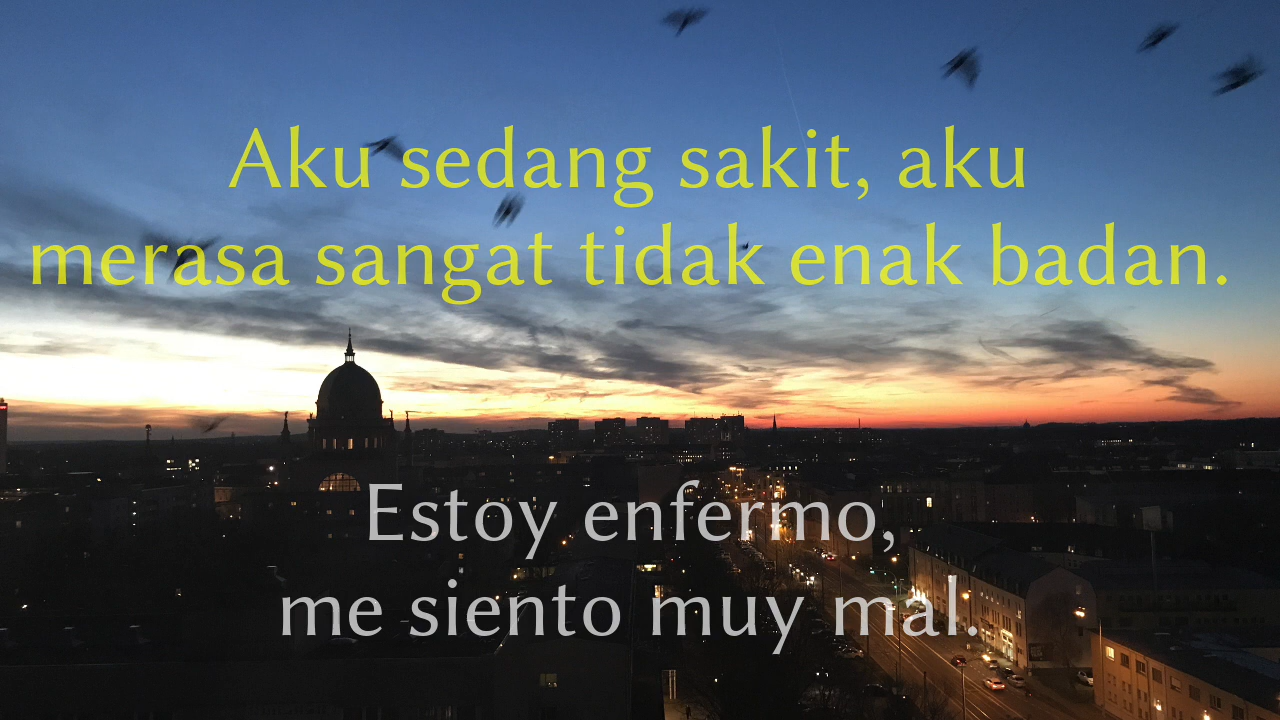 Aku sedang sakit, aku
merasa sangat tidak enak badan.
Estoy enfermo,
me siento muy mal.